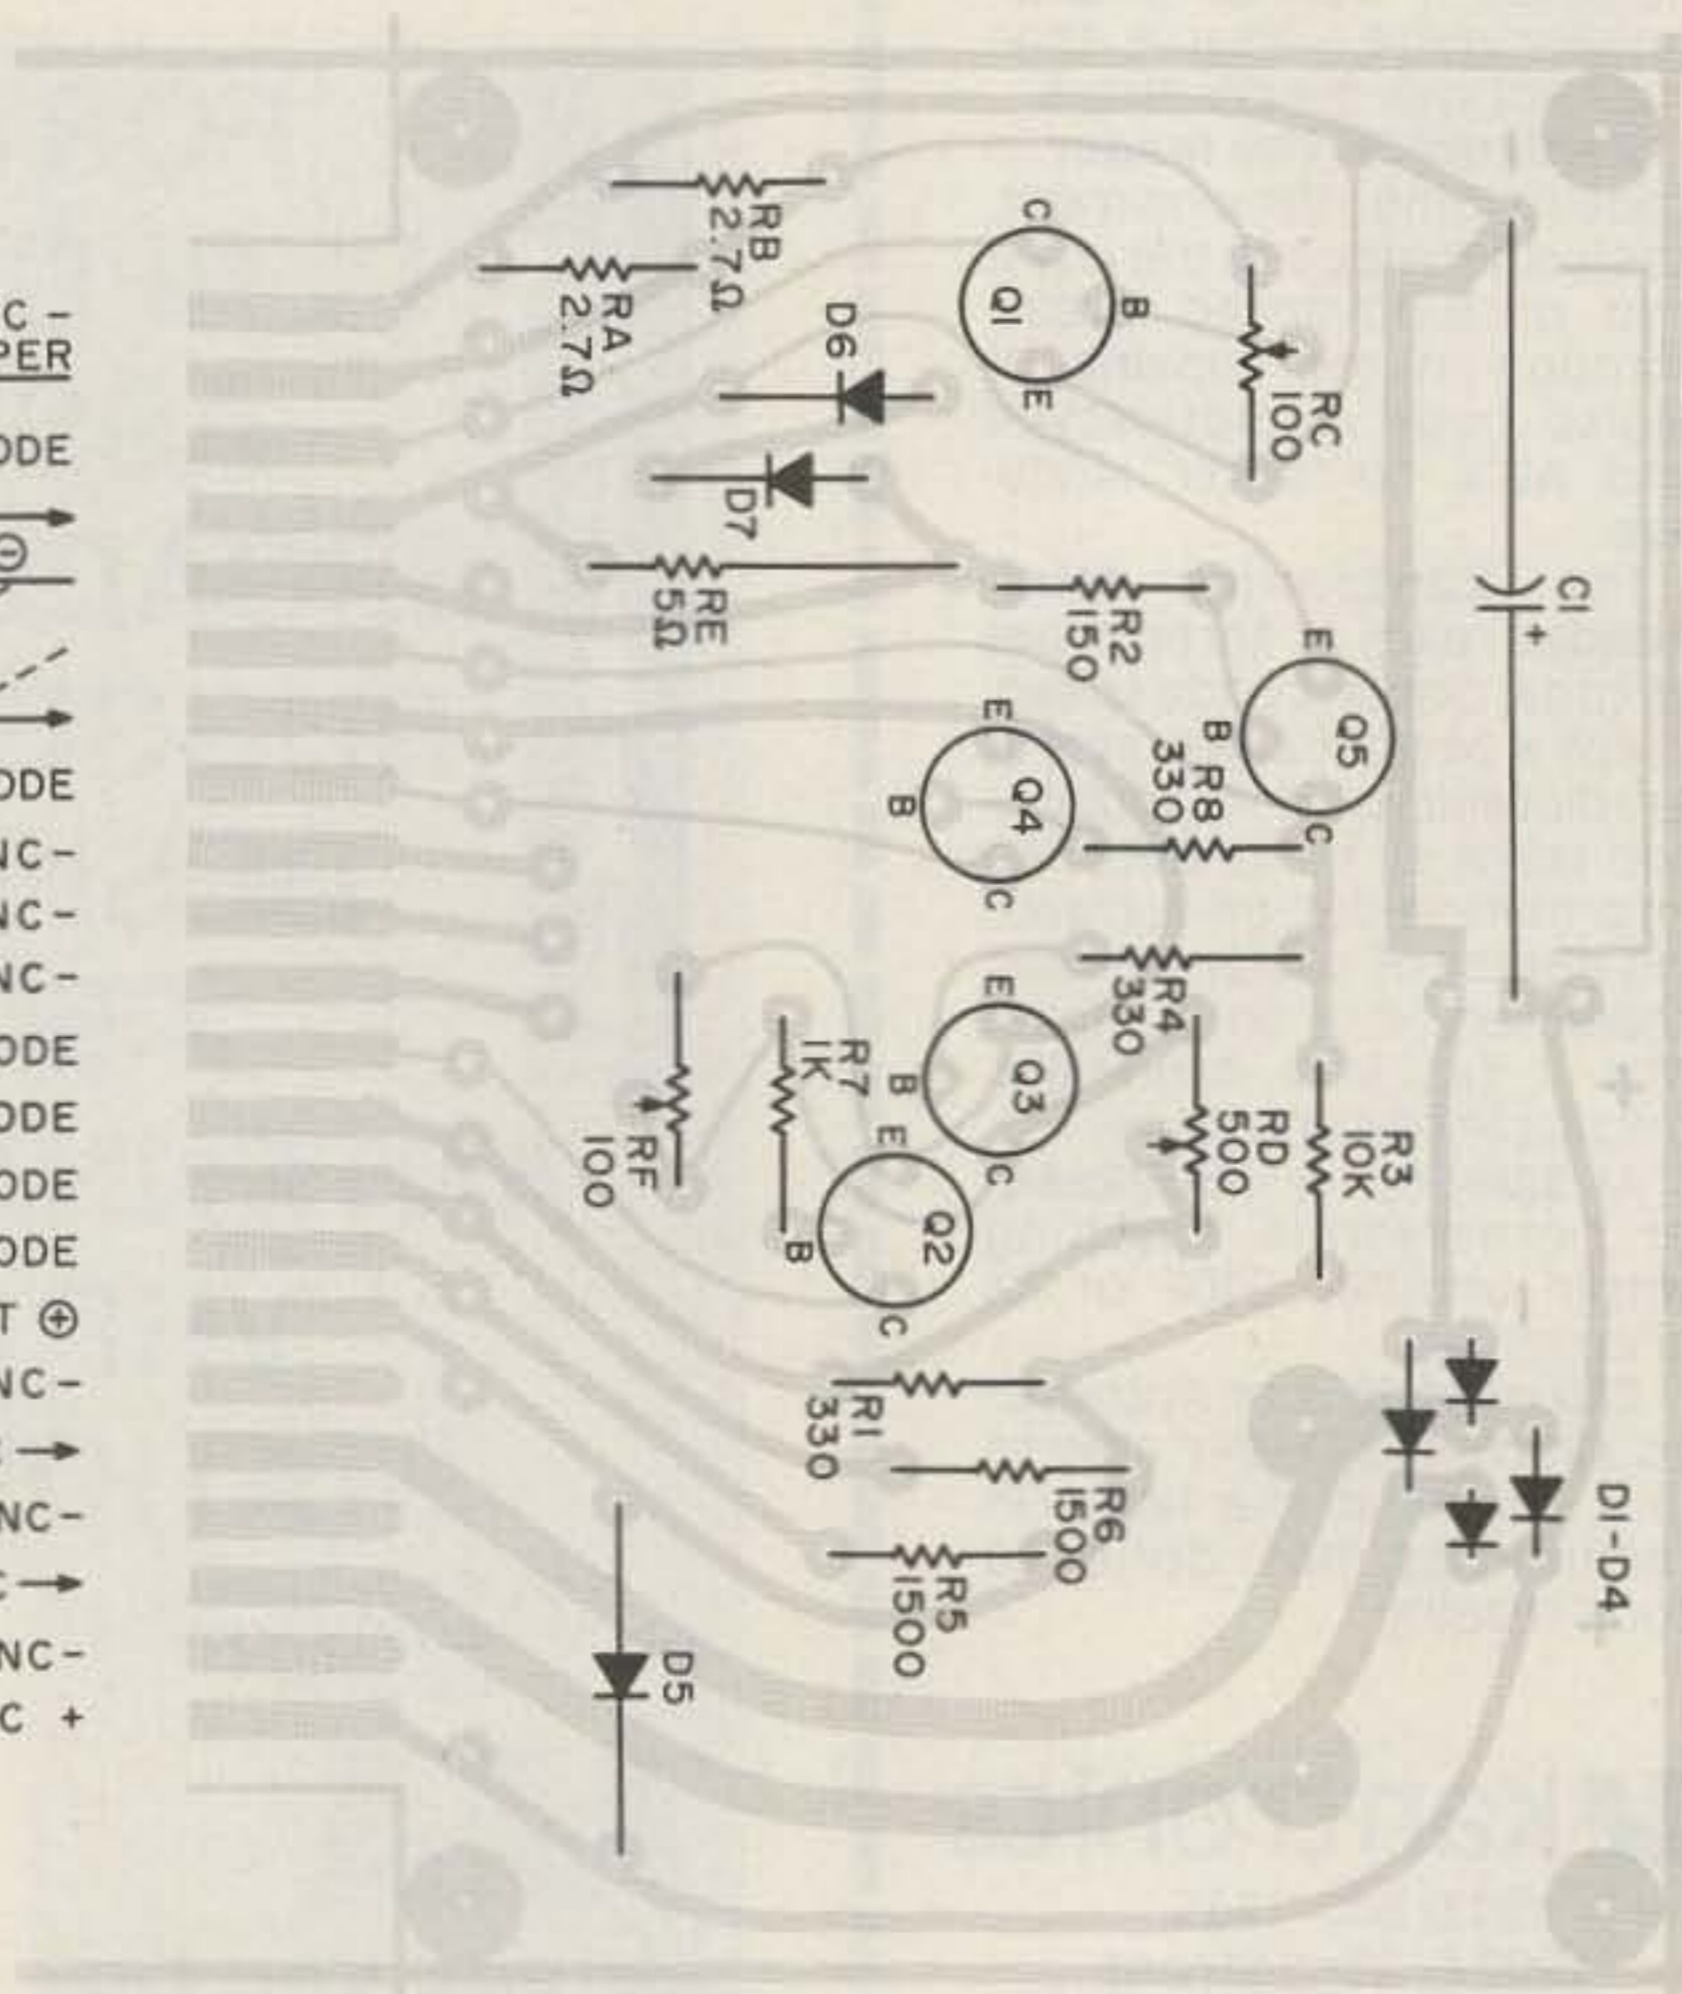 C -
PER
ODE
⊖
ODE
NC-
NC-
NC-
ODE
ODE
ODE
ODE
T ⊕
NC-
NC-
NC-
C +
RB
2.7Ω
RA
2.7Ω
D6
D7
RE
5Ω
C
Q1
B
E
RC
100
R2
150
C1
+
-
E
Q5
B
C
R8
330
E
Q4
B
C
R4
330
E
Q3
B
C
R7
1K
RF
100
E
Q2
B
C
RD
500
R3
10K
+
-
R1
330
R6
1500
R5
1500
D1-D4
+
D5